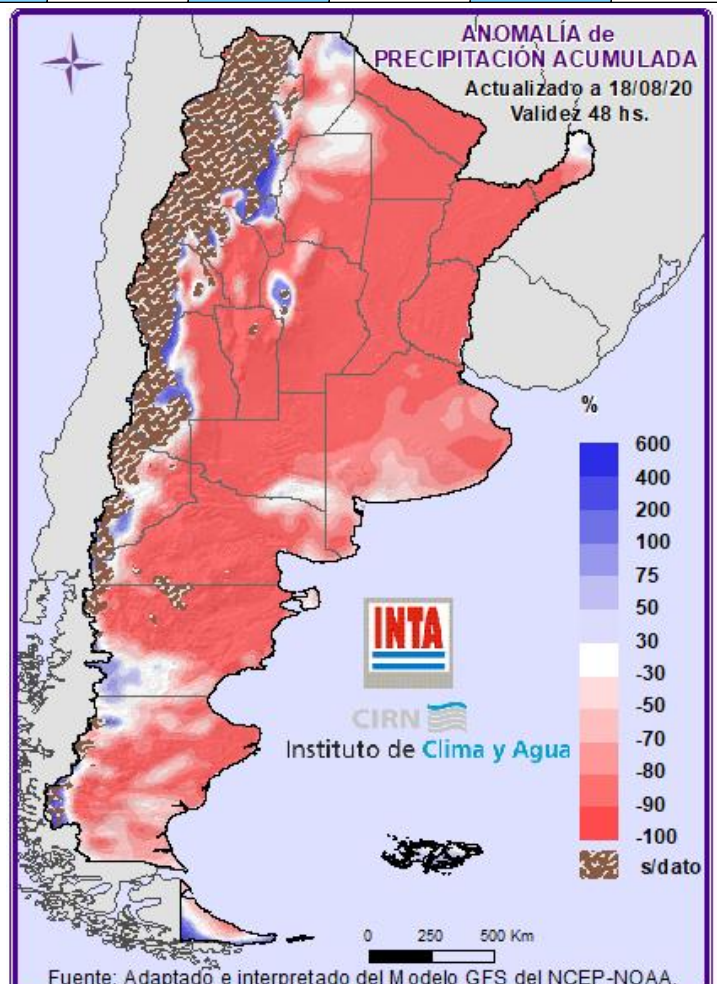 ANOMALÍA de
PRECIPITACIÓN ACUMULADA
Actualizado a 18/08/20
Validez 48 hs.
%
600
400
200
100
75
50
30
-30
-50
-70
-80
-90
-100
s/dato
INTA
CIRN
Instituto de Clima y Agua
0 250 500 Km
Fuente: Adaptado e interpretado del Modelo GFS del NCEP-NOAA.